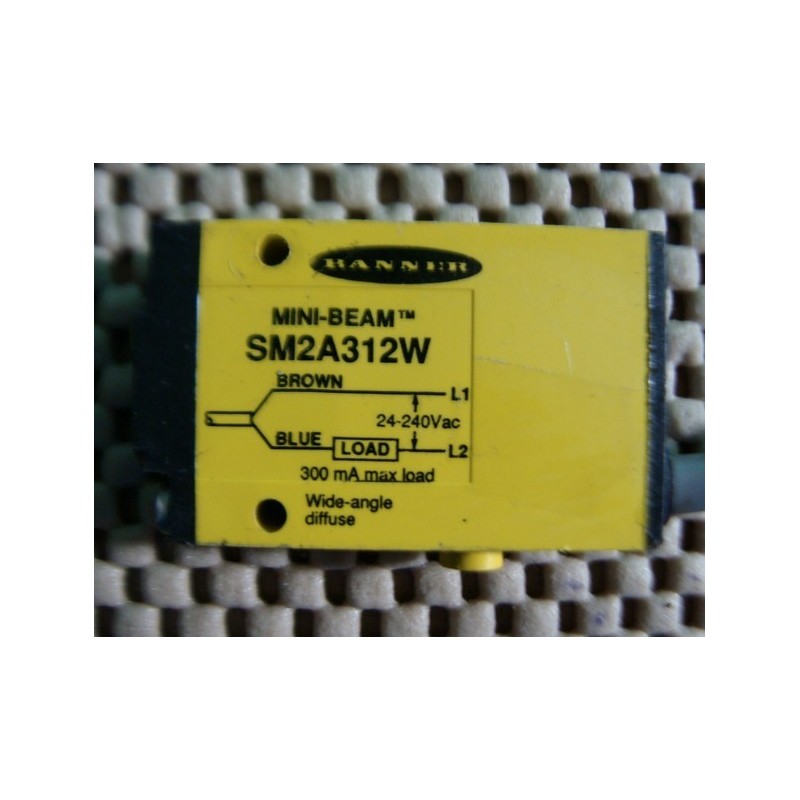 BANNER
MINI-BEAM™
SM2A312W
BROWN
L1
24-240Vac
BLUE
LOAD
L2
300 mA max load
Wide-angle
diffuse